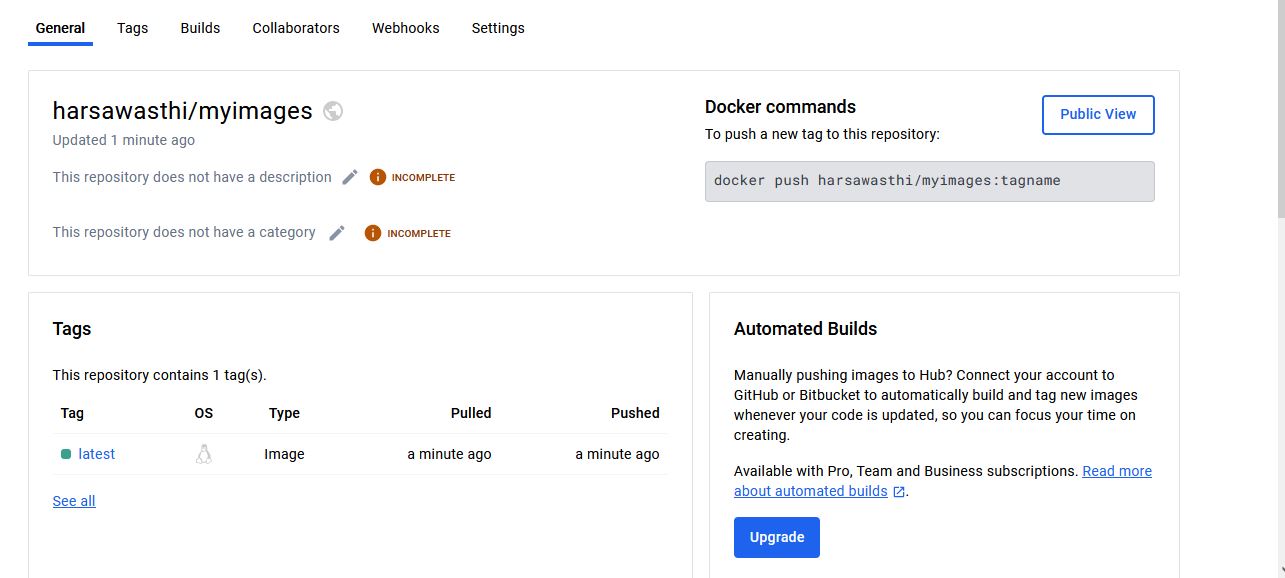 General Tags Builds Collaborators Webhooks Settings
harsawasthi/myimages
Updated 1 minute ago
This repository does not have a description INCOMPLETE
This repository does not have a category INCOMPLETE
Docker commands
Public View
To push a new tag to this repository:
docker push harsawasthi/myimages:tagname
Tags
This repository contains 1 tag(s).
Tag OS Type Pulled Pushed
latest Image a minute ago a minute ago
See all
Automated Builds
Manually pushing images to Hub? Connect your account to
GitHub or Bitbucket to automatically build and tag new images
whenever your code is updated, so you can focus your time on
creating.
Available with Pro, Team and Business subscriptions. Read more
about automated builds.
Upgrade